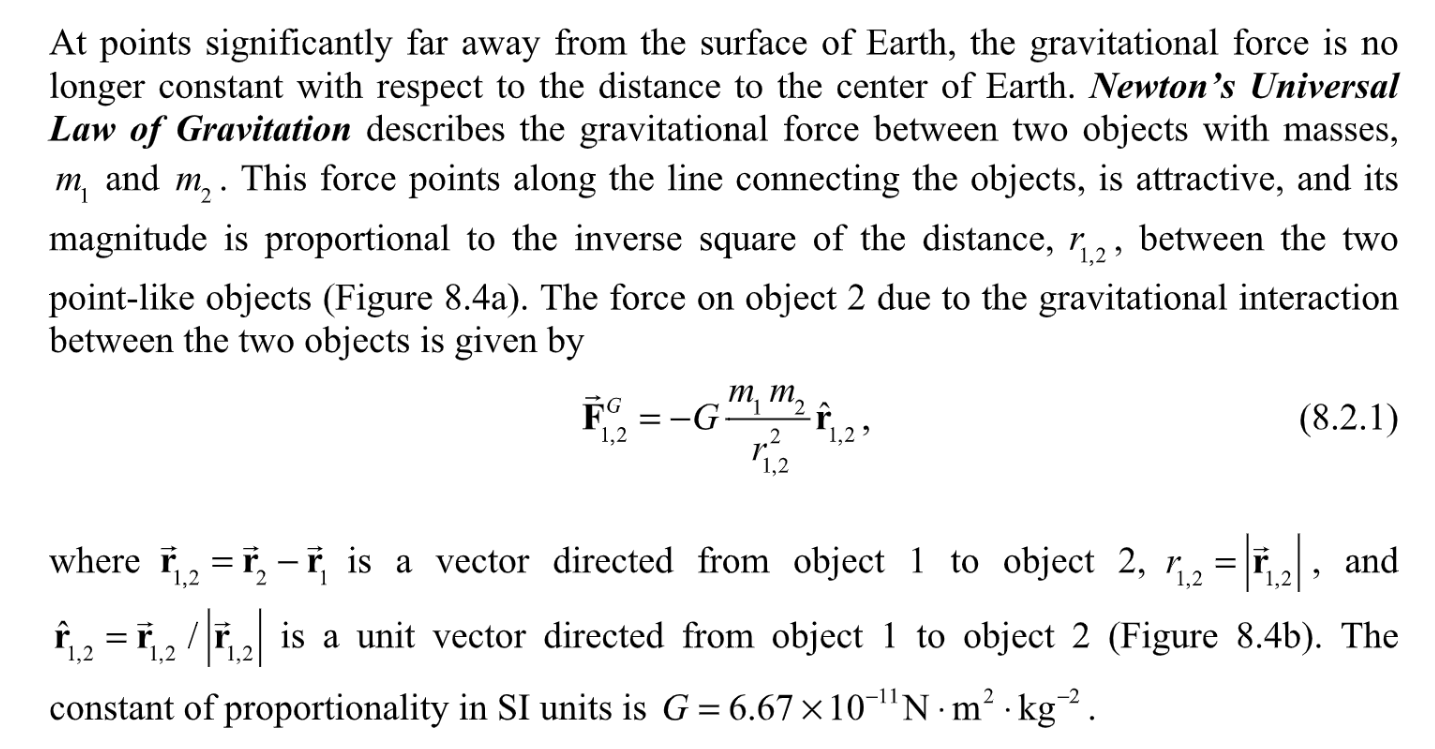 At points significantly far away from the surface of Earth, the gravitational force is no
longer constant with respect to the distance to the center of Earth. Newton’s Universal
Law of Gravitation describes the gravitational force between two objects with masses,
m₁ and m₂. This force points along the line connecting the objects, is attractive, and its
magnitude is proportional to the inverse square of the distance, r₁,₂, between the two
point-like objects (Figure 8.4a). The force on object 2 due to the gravitational interaction
between the two objects is given by
$\vec{\mathbf{F}}_{1,2}^{G} = -G\frac{m_1 m_2}{r_{1,2}^2}\hat{\mathbf{r}}_{1,2}$, (8.2.1)
where $\vec{\mathbf{r}}_{1,2} = \vec{\mathbf{r}}_2 - \vec{\mathbf{r}}_1$ is a vector directed from object 1 to object 2, $r_{1,2} = |\vec{\mathbf{r}}_{1,2}|$, and
$\hat{\mathbf{r}}_{1,2} = \vec{\mathbf{r}}_{1,2} / |\vec{\mathbf{r}}_{1,2}|$ is a unit vector directed from object 1 to object 2 (Figure 8.4b). The
constant of proportionality in SI units is $G = 6.67 \times 10^{-11} \mathrm{N} \cdot \mathrm{m}^2 \cdot \mathrm{kg}^{-2}$.